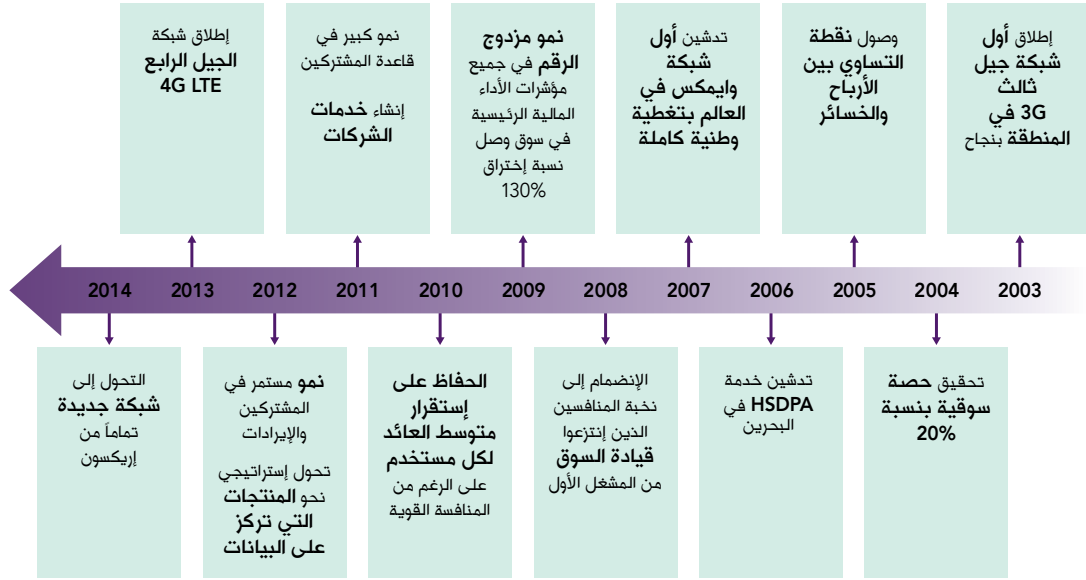 إطلاق أول
شبكة جيل
ثالث
3G في
المنطقة بنجاح
وصول نقطة
التساوي بين
الأرباح
والخسائر
تدشين أول
شبكة
وايمكس في
العالم بتغطية
وطنية كاملة
نمو مزدوج
الرقم في جميع
مؤشرات الأداء
المالية الرئيسية
في سوق وصل
نسبة إختراق
130%
نمو كبير في
قاعدة المشتركين
إنشاء خدمات
الشركات
إطلاق شبكة
الجيل الرابع
4G LTE
2003 2004 2005 2006 2007 2008 2009 2010 2011 2012 2013 2014
تحقيق حصة
سوقية بنسبة
20%
تدشين خدمة
HSDPA في
البحرين
الإنضمام إلى
نخبة المنافسين
الذين إنتزعوا
قيادة السوق
من المشغل الأول
الحفاظ على
إستقرار
متوسط العائد
لكل مستخدم
على الرغم من
المنافسة القوية
نمو مستمر في
المشتركين
والإيرادات
تحول إستراتيجي
نحو المنتجات
التي تركز
على البيانات
التحول إلى
شبكة جديدة
تماماً من
إريكسون